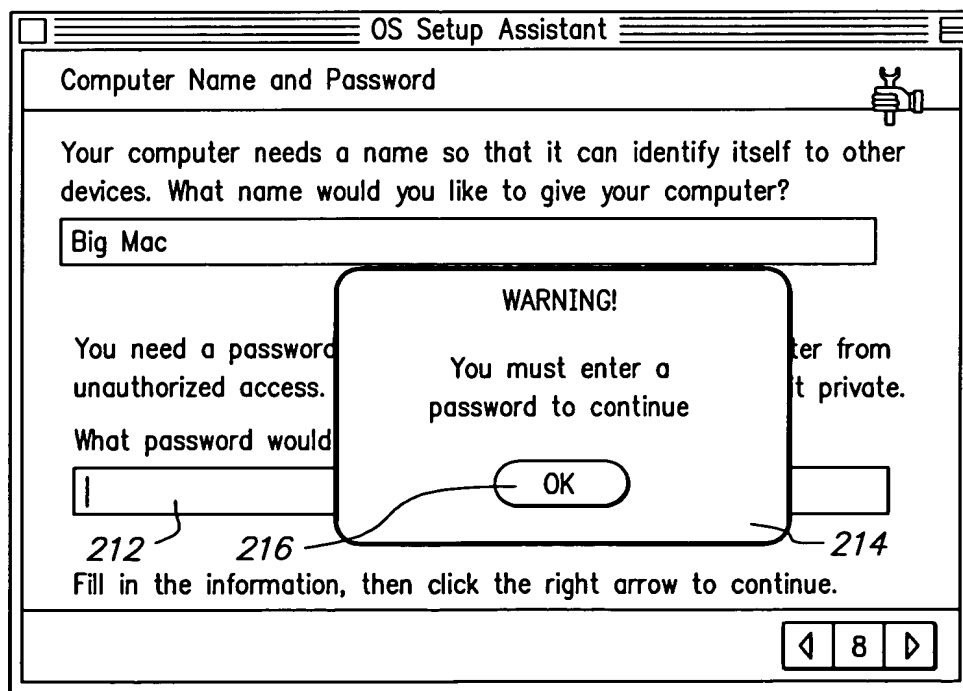 OS Setup Assistant
Computer Name and Password
Your computer needs a name so that it can identify itself to other
devices. What name would you like to give your computer?
Big Mac
WARNING!
You must enter a
password to continue
OK
You need a password ter from
unauthorized access. it private.
What password would
212
216
214
Fill in the information, then click the right arrow to continue.
8